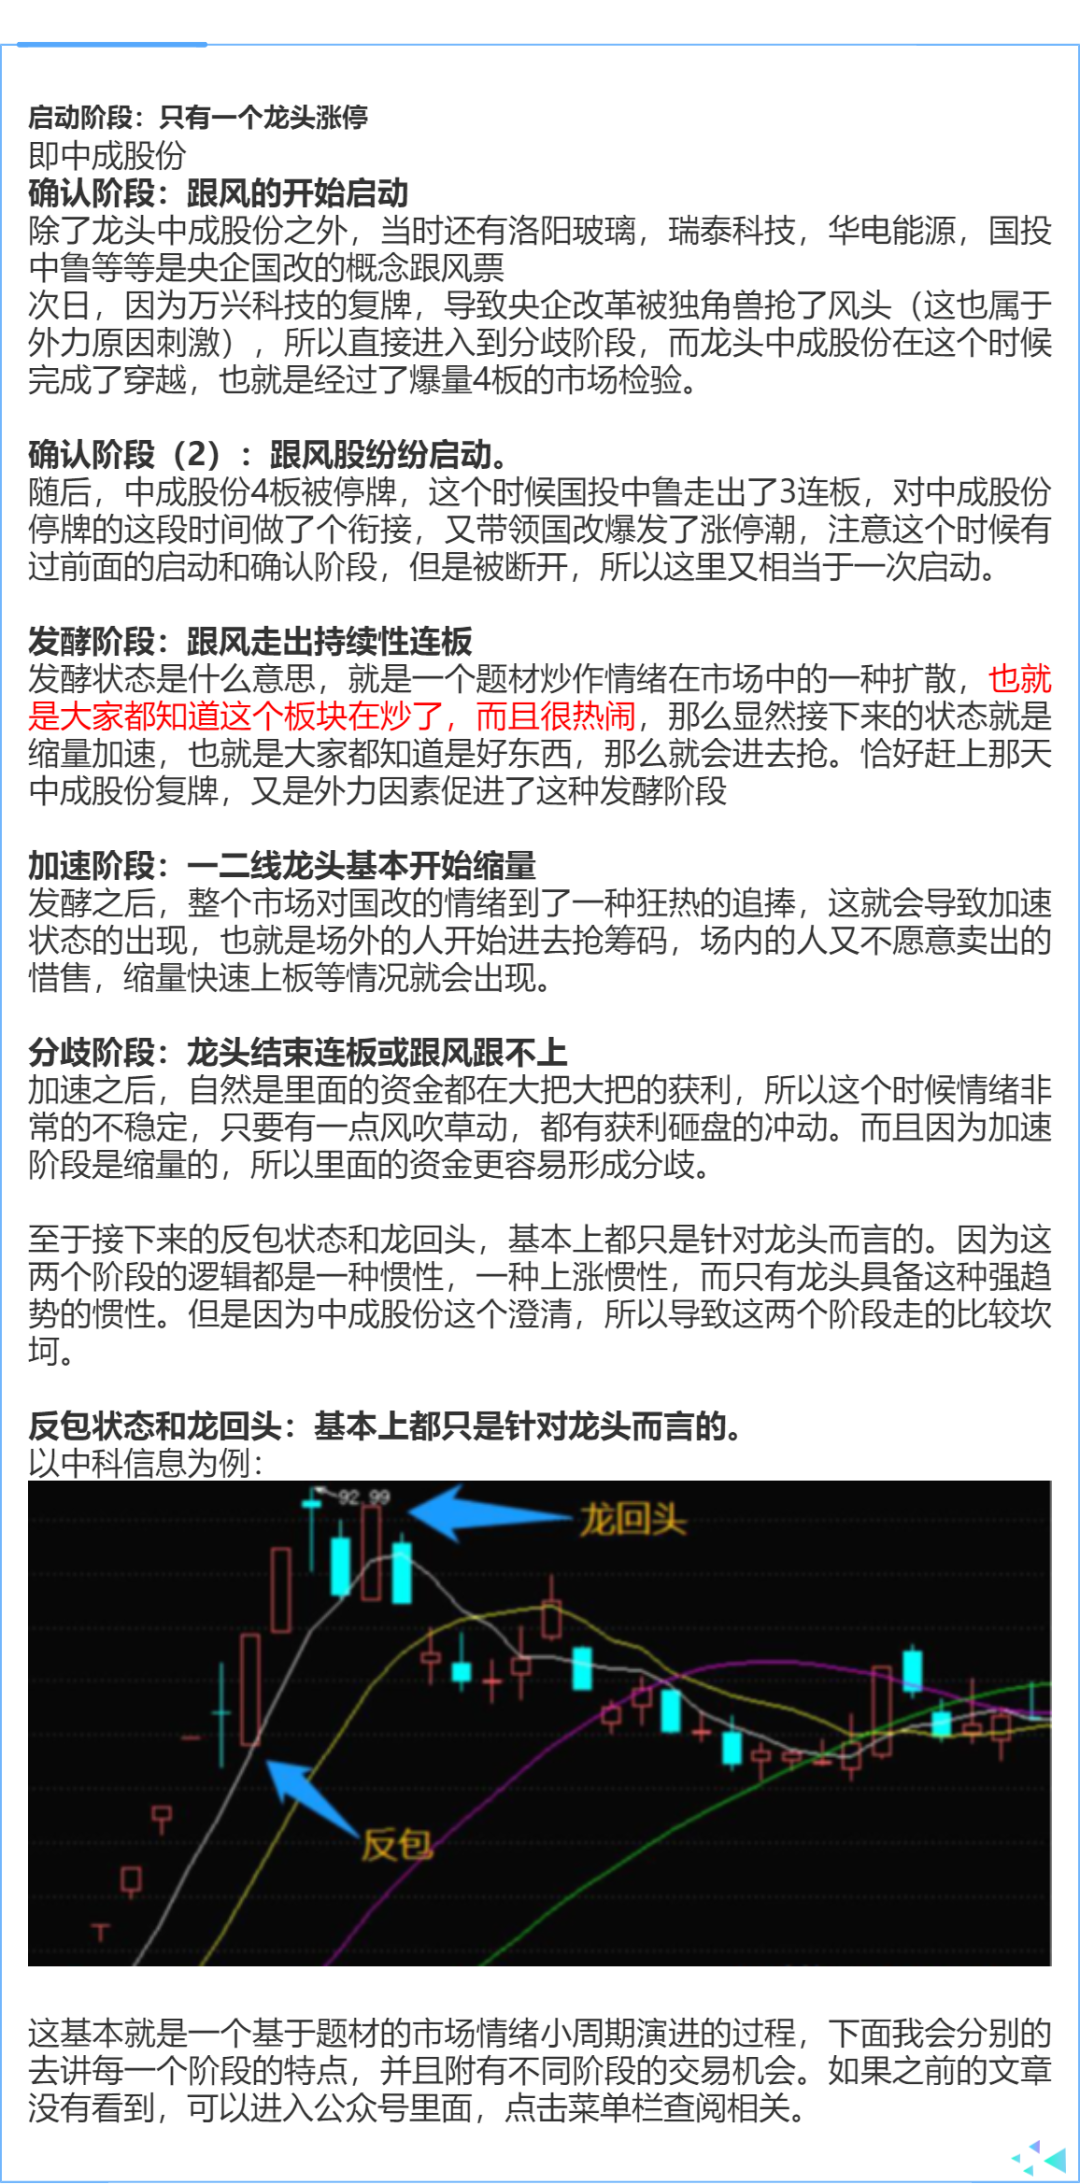 启动阶段：只有一个龙头涨停
即中成股份
确认阶段：跟风的开始启动
除了龙头中成股份之外，当时还有洛阳玻璃，瑞泰科技，华电能源，国投
中鲁等等是央企国改的概念跟风票
次日，因为万兴科技的复牌，导致央企改革被独角兽抢了风头（这也属于
外力原因刺激），所以直接进入到分歧阶段，而龙头中成股份在这个时候
完成了穿越，也就是经过了爆量4板的市场检验。
确认阶段（2）：跟风股纷纷启动。
随后，中成股份4板被停牌，这个时候国投中鲁走出了3连板，对中成股份
停牌的这段时间做了个衔接，又带领国改爆发了涨停潮，注意这个时候有
过前面的启动和确认阶段，但是被断开，所以这里又相当于一次启动。
发酵阶段：跟风走出持续性连板
发酵状态是什么意思，就是一个题材炒作情绪在市场中的一种扩散，也就
是大家都知道这个板块在炒了，而且很热闹，那么显然接下来的状态就是
缩量加速，也就是大家都知道是好东西，那么就会进去抢。恰好赶上那天
中成股份复牌，又是外力因素促进了这种发酵阶段
加速阶段：一二线龙头基本开始缩量
发酵之后，整个市场对国改的情绪到了一种狂热的追捧，这就会导致加速
状态的出现，也就是场外的人开始进去抢筹码，场内的人又不愿意卖出的
惜售，缩量快速上板等情况就会出现。
分歧阶段：龙头结束连板或跟风跟不上
加速之后，自然是里面的资金都在大把大把的获利，所以这个时候情绪非
常的不稳定，只要有一点风吹草动，都有获利砸盘的冲动。而且因为加速
阶段是缩量的，所以里面的资金更容易形成分歧。
至于接下来的反包状态和龙回头，基本上都只是针对龙头而言的。因为这
两个阶段的逻辑都是一种惯性，一种上涨惯性，而只有龙头具备这种强趋
势的惯性。但是因为中成股份这个澄清，所以导致这两个阶段走的比较坎
坷。
反包状态和龙回头：基本上都只是针对龙头而言的。
以中科信息为例：
92.99
龙回头
反包
这基本就是一个基于题材的市场情绪小周期演进的过程，下面我会分别的
去讲每一个阶段的特点，并且附有不同阶段的交易机会。如果之前的文章
没有看到，可以进入公众号里面，点击菜单栏查阅相关。